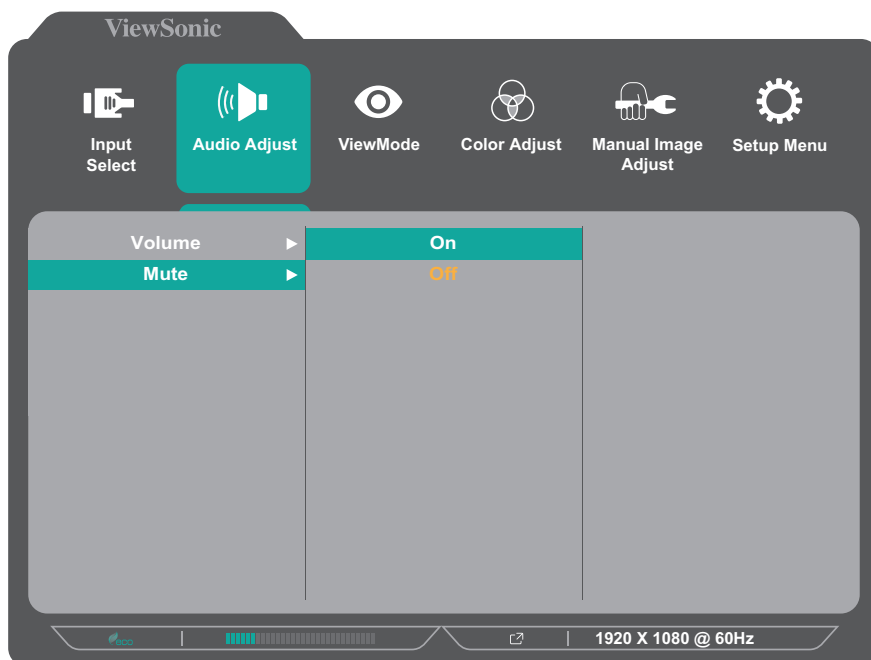 ViewSonic
Input
Select
Audio Adjust
ViewMode
Color Adjust
Manual Image
Adjust
Setup Menu
Volume
On
Mute
Off
eco
1920 X 1080 @ 60Hz